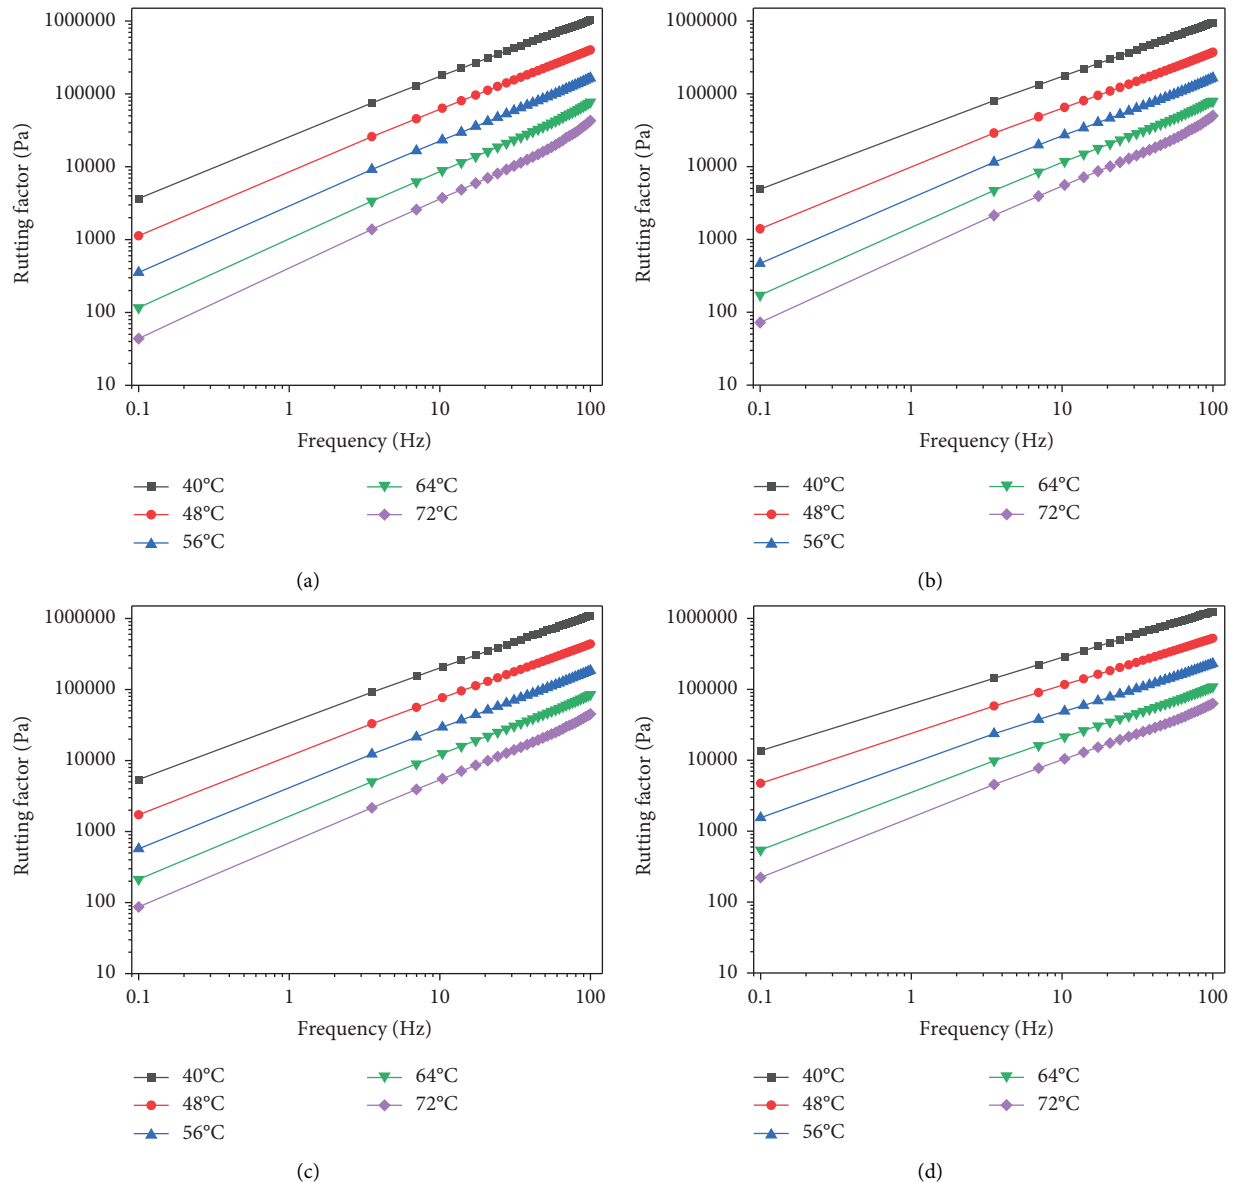 1000000
100000
10000
1000
100
10
Rutting factor (Pa)
0.1 1 10 100
Frequency (Hz)
40°C 64°C
48°C 72°C
56°C
(a)
1000000
100000
10000
1000
100
10
Rutting factor (Pa)
0.1 1 10 100
Frequency (Hz)
40°C 64°C
48°C 72°C
56°C
(b)
1000000
100000
10000
1000
100
10
Rutting factor (Pa)
0.1 1 10 100
Frequency (Hz)
40°C 64°C
48°C 72°C
56°C
(c)
1000000
100000
10000
1000
100
10
Rutting factor (Pa)
0.1 1 10 100
Frequency (Hz)
40°C 64°C
48°C 72°C
56°C
(d)